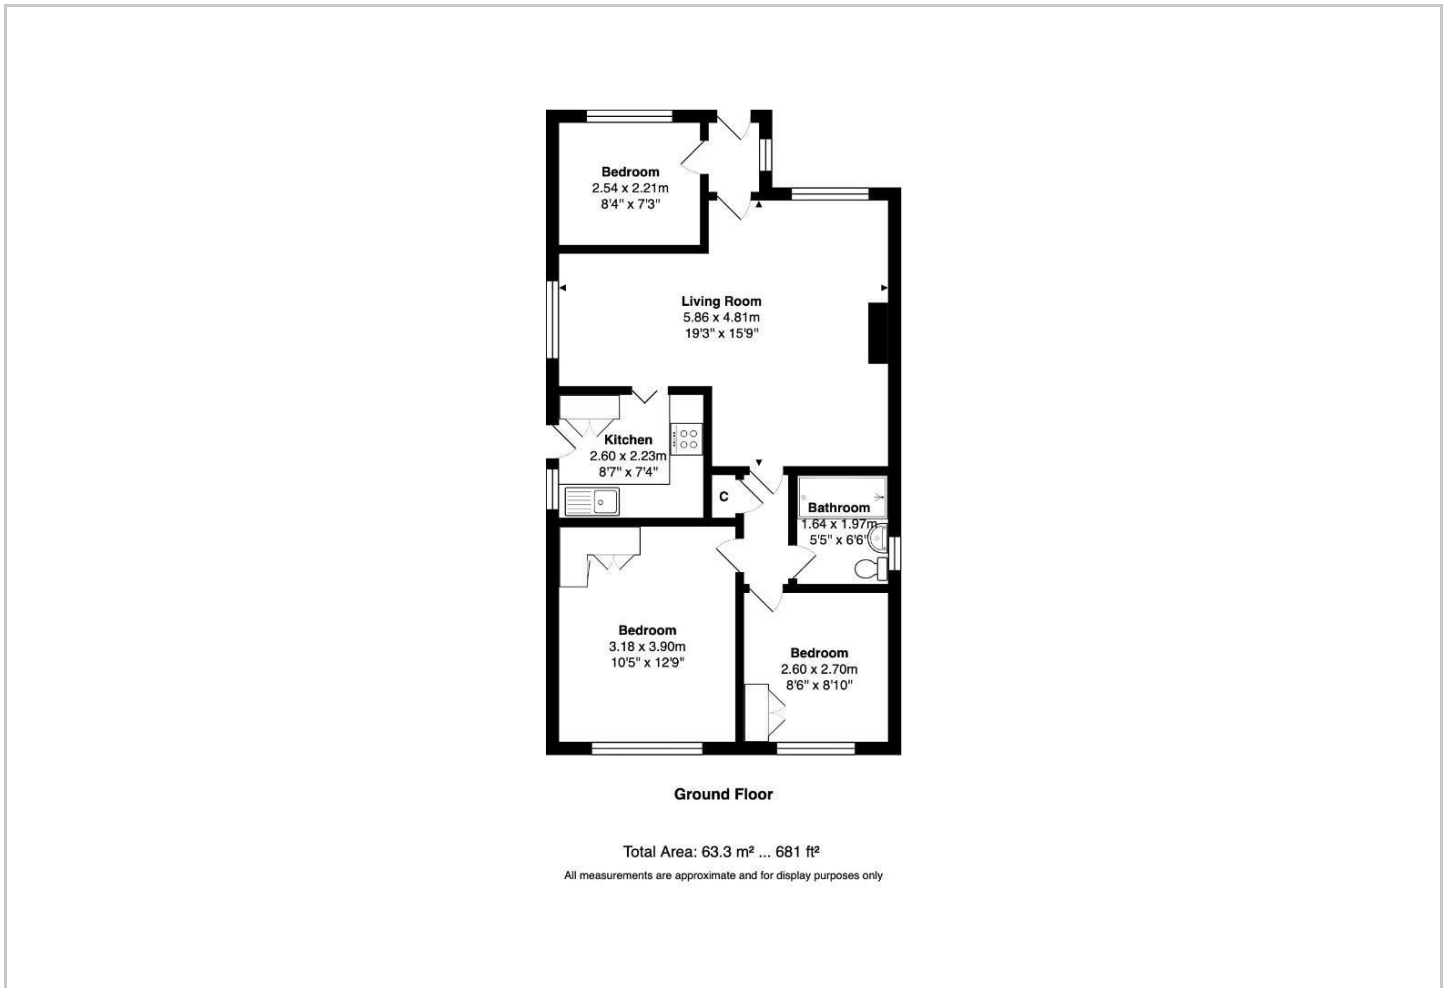 Bedroom
2.54 x 2.21m
8'4" x 7'3"
Living Room
5.86 x 4.81m
19'3" x 15'9"
Kitchen
2.60 x 2.23m
8'7" x 7'4"
C
Bathroom
1.64 x 1.97m
5'5" x 6'6"
Bedroom
3.18 x 3.90m
10'5" x 12'9"
Bedroom
2.60 x 2.70m
8'6" x 8'10"
Ground Floor
Total Area: 63.3 m² ... 681 ft²
All measurements are approximate and for display purposes only